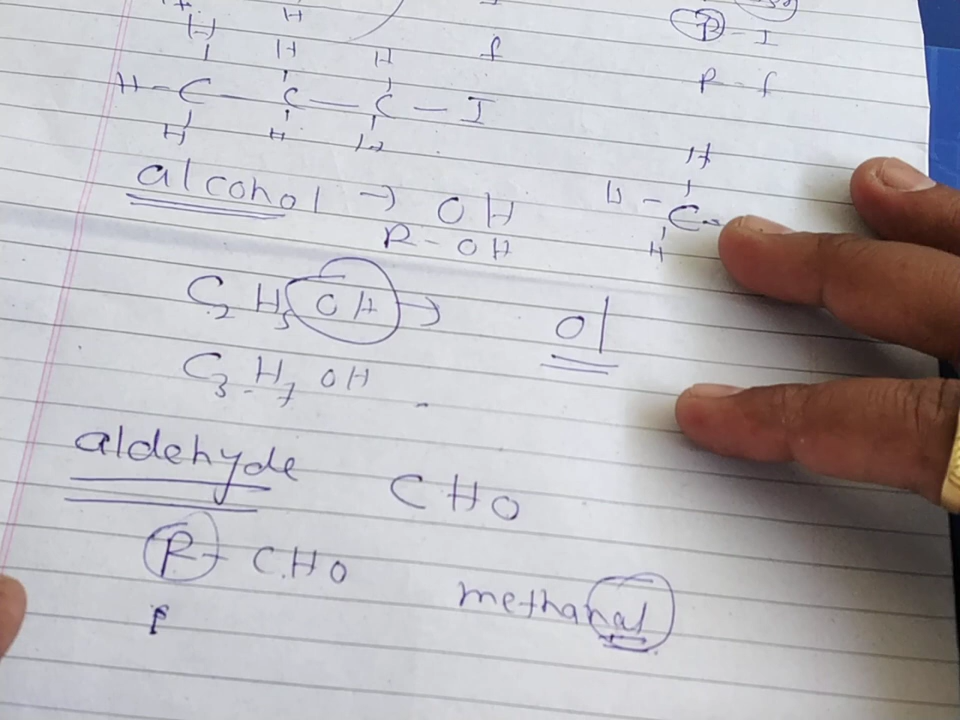 H
R - I
H H H f
R - f
H - C - C - C - I
H H
H
alcohol → OH
H - C -
R - OH
H
C2H5OH → ol
C3H7OH
aldehyde CHO
R - CHO
methanal